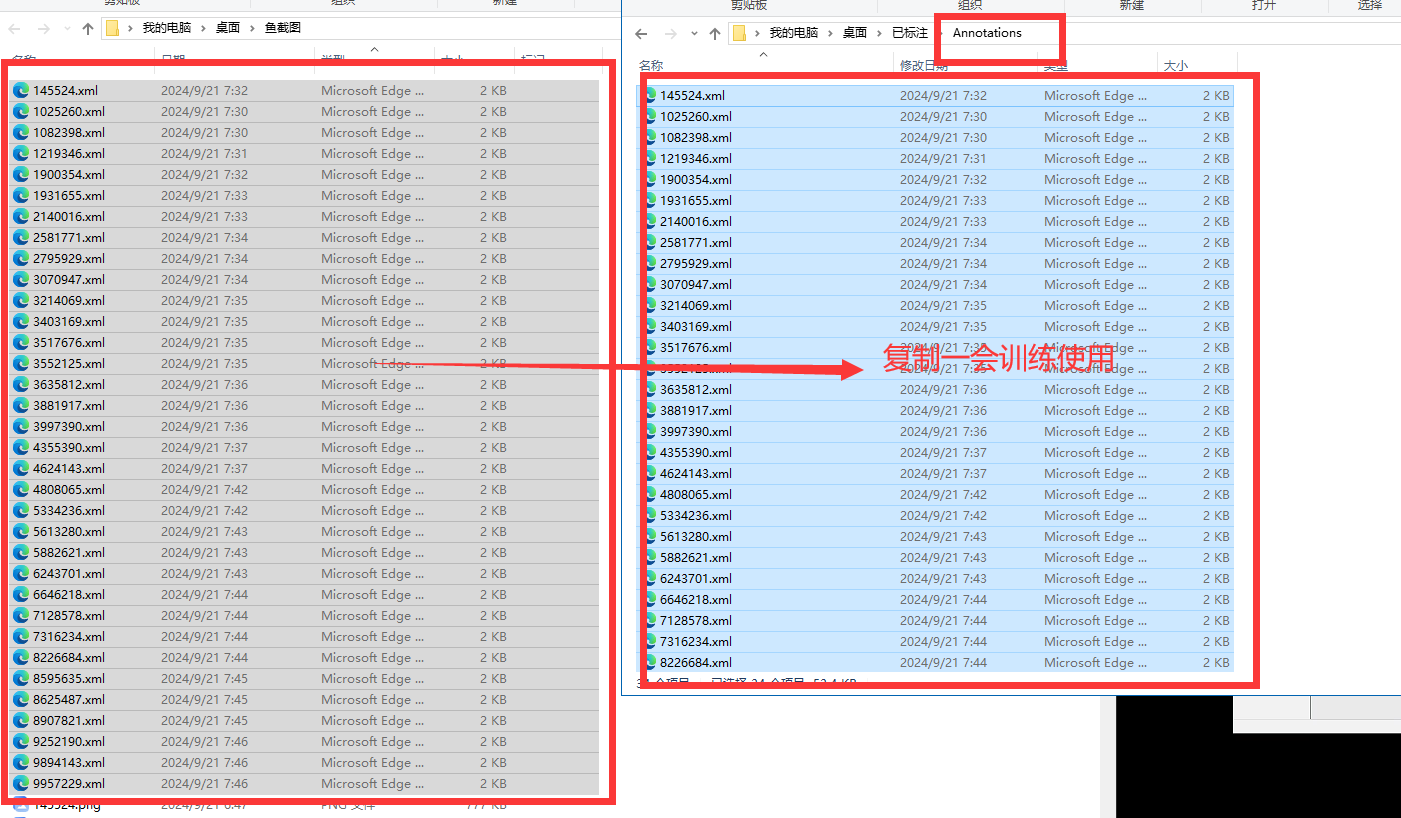 剪贴板 组织 新建
我的电脑 > 桌面 > 鱼截图
名称 日期 类型 大小 标记
145524.xml 2024/9/21 7:32 Microsoft Edge ... 2 KB
1025260.xml 2024/9/21 7:30 Microsoft Edge ... 2 KB
1082398.xml 2024/9/21 7:30 Microsoft Edge ... 2 KB
1219346.xml 2024/9/21 7:31 Microsoft Edge ... 2 KB
1900354.xml 2024/9/21 7:32 Microsoft Edge ... 2 KB
1931655.xml 2024/9/21 7:33 Microsoft Edge ... 2 KB
2140016.xml 2024/9/21 7:33 Microsoft Edge ... 2 KB
2581771.xml 2024/9/21 7:34 Microsoft Edge ... 2 KB
2795929.xml 2024/9/21 7:34 Microsoft Edge ... 2 KB
3070947.xml 2024/9/21 7:34 Microsoft Edge ... 2 KB
3214069.xml 2024/9/21 7:35 Microsoft Edge ... 2 KB
3403169.xml 2024/9/21 7:35 Microsoft Edge ... 2 KB
3517676.xml 2024/9/21 7:35 Microsoft Edge ... 2 KB
3552125.xml 2024/9/21 7:35 Microsoft Edge ... 2 KB
3635812.xml 2024/9/21 7:36 Microsoft Edge ... 2 KB
3881917.xml 2024/9/21 7:36 Microsoft Edge ... 2 KB
3997390.xml 2024/9/21 7:36 Microsoft Edge ... 2 KB
4355390.xml 2024/9/21 7:37 Microsoft Edge ... 2 KB
4624143.xml 2024/9/21 7:37 Microsoft Edge ... 2 KB
4808065.xml 2024/9/21 7:42 Microsoft Edge ... 2 KB
5334236.xml 2024/9/21 7:42 Microsoft Edge ... 2 KB
5613280.xml 2024/9/21 7:43 Microsoft Edge ... 2 KB
5882621.xml 2024/9/21 7:43 Microsoft Edge ... 2 KB
6243701.xml 2024/9/21 7:43 Microsoft Edge ... 2 KB
6646218.xml 2024/9/21 7:44 Microsoft Edge ... 2 KB
7128578.xml 2024/9/21 7:44 Microsoft Edge ... 2 KB
7316234.xml 2024/9/21 7:44 Microsoft Edge ... 2 KB
8226684.xml 2024/9/21 7:44 Microsoft Edge ... 2 KB
8595635.xml 2024/9/21 7:45 Microsoft Edge ... 2 KB
8625487.xml 2024/9/21 7:45 Microsoft Edge ... 2 KB
8907821.xml 2024/9/21 7:45 Microsoft Edge ... 2 KB
9252190.xml 2024/9/21 7:46 Microsoft Edge ... 2 KB
9894143.xml 2024/9/21 7:46 Microsoft Edge ... 2 KB
9957229.xml 2024/9/21 7:46 Microsoft Edge ... 2 KB
145524.png 2024/9/21 6:47 PNG 文件 777 KB
剪贴板 组织 新建 打开 选择
我的电脑 > 桌面 > 已标注 > Annotations
名称 修改日期 类型 大小
145524.xml 2024/9/21 7:32 Microsoft Edge ... 2 KB
1025260.xml 2024/9/21 7:30 Microsoft Edge ... 2 KB
1082398.xml 2024/9/21 7:30 Microsoft Edge ... 2 KB
1219346.xml 2024/9/21 7:31 Microsoft Edge ... 2 KB
1900354.xml 2024/9/21 7:32 Microsoft Edge ... 2 KB
1931655.xml 2024/9/21 7:33 Microsoft Edge ... 2 KB
2140016.xml 2024/9/21 7:33 Microsoft Edge ... 2 KB
2581771.xml 2024/9/21 7:34 Microsoft Edge ... 2 KB
2795929.xml 2024/9/21 7:34 Microsoft Edge ... 2 KB
3070947.xml 2024/9/21 7:34 Microsoft Edge ... 2 KB
3214069.xml 2024/9/21 7:35 Microsoft Edge ... 2 KB
3403169.xml 2024/9/21 7:35 Microsoft Edge ... 2 KB
3517676.xml 2024/9/21 7:35 Microsoft Edge ... 2 KB
复制一会训练使用
3552125.xml 2024/9/21 7:35 Microsoft Edge ... 2 KB
3635812.xml 2024/9/21 7:36 Microsoft Edge ... 2 KB
3881917.xml 2024/9/21 7:36 Microsoft Edge ... 2 KB
3997390.xml 2024/9/21 7:36 Microsoft Edge ... 2 KB
4355390.xml 2024/9/21 7:37 Microsoft Edge ... 2 KB
4624143.xml 2024/9/21 7:37 Microsoft Edge ... 2 KB
4808065.xml 2024/9/21 7:42 Microsoft Edge ... 2 KB
5334236.xml 2024/9/21 7:42 Microsoft Edge ... 2 KB
5613280.xml 2024/9/21 7:43 Microsoft Edge ... 2 KB
5882621.xml 2024/9/21 7:43 Microsoft Edge ... 2 KB
6243701.xml 2024/9/21 7:43 Microsoft Edge ... 2 KB
6646218.xml 2024/9/21 7:44 Microsoft Edge ... 2 KB
7128578.xml 2024/9/21 7:44 Microsoft Edge ... 2 KB
7316234.xml 2024/9/21 7:44 Microsoft Edge ... 2 KB
8226684.xml 2024/9/21 7:44 Microsoft Edge ... 2 KB
34 个项目 已选择 34 个项目 52.4 KB